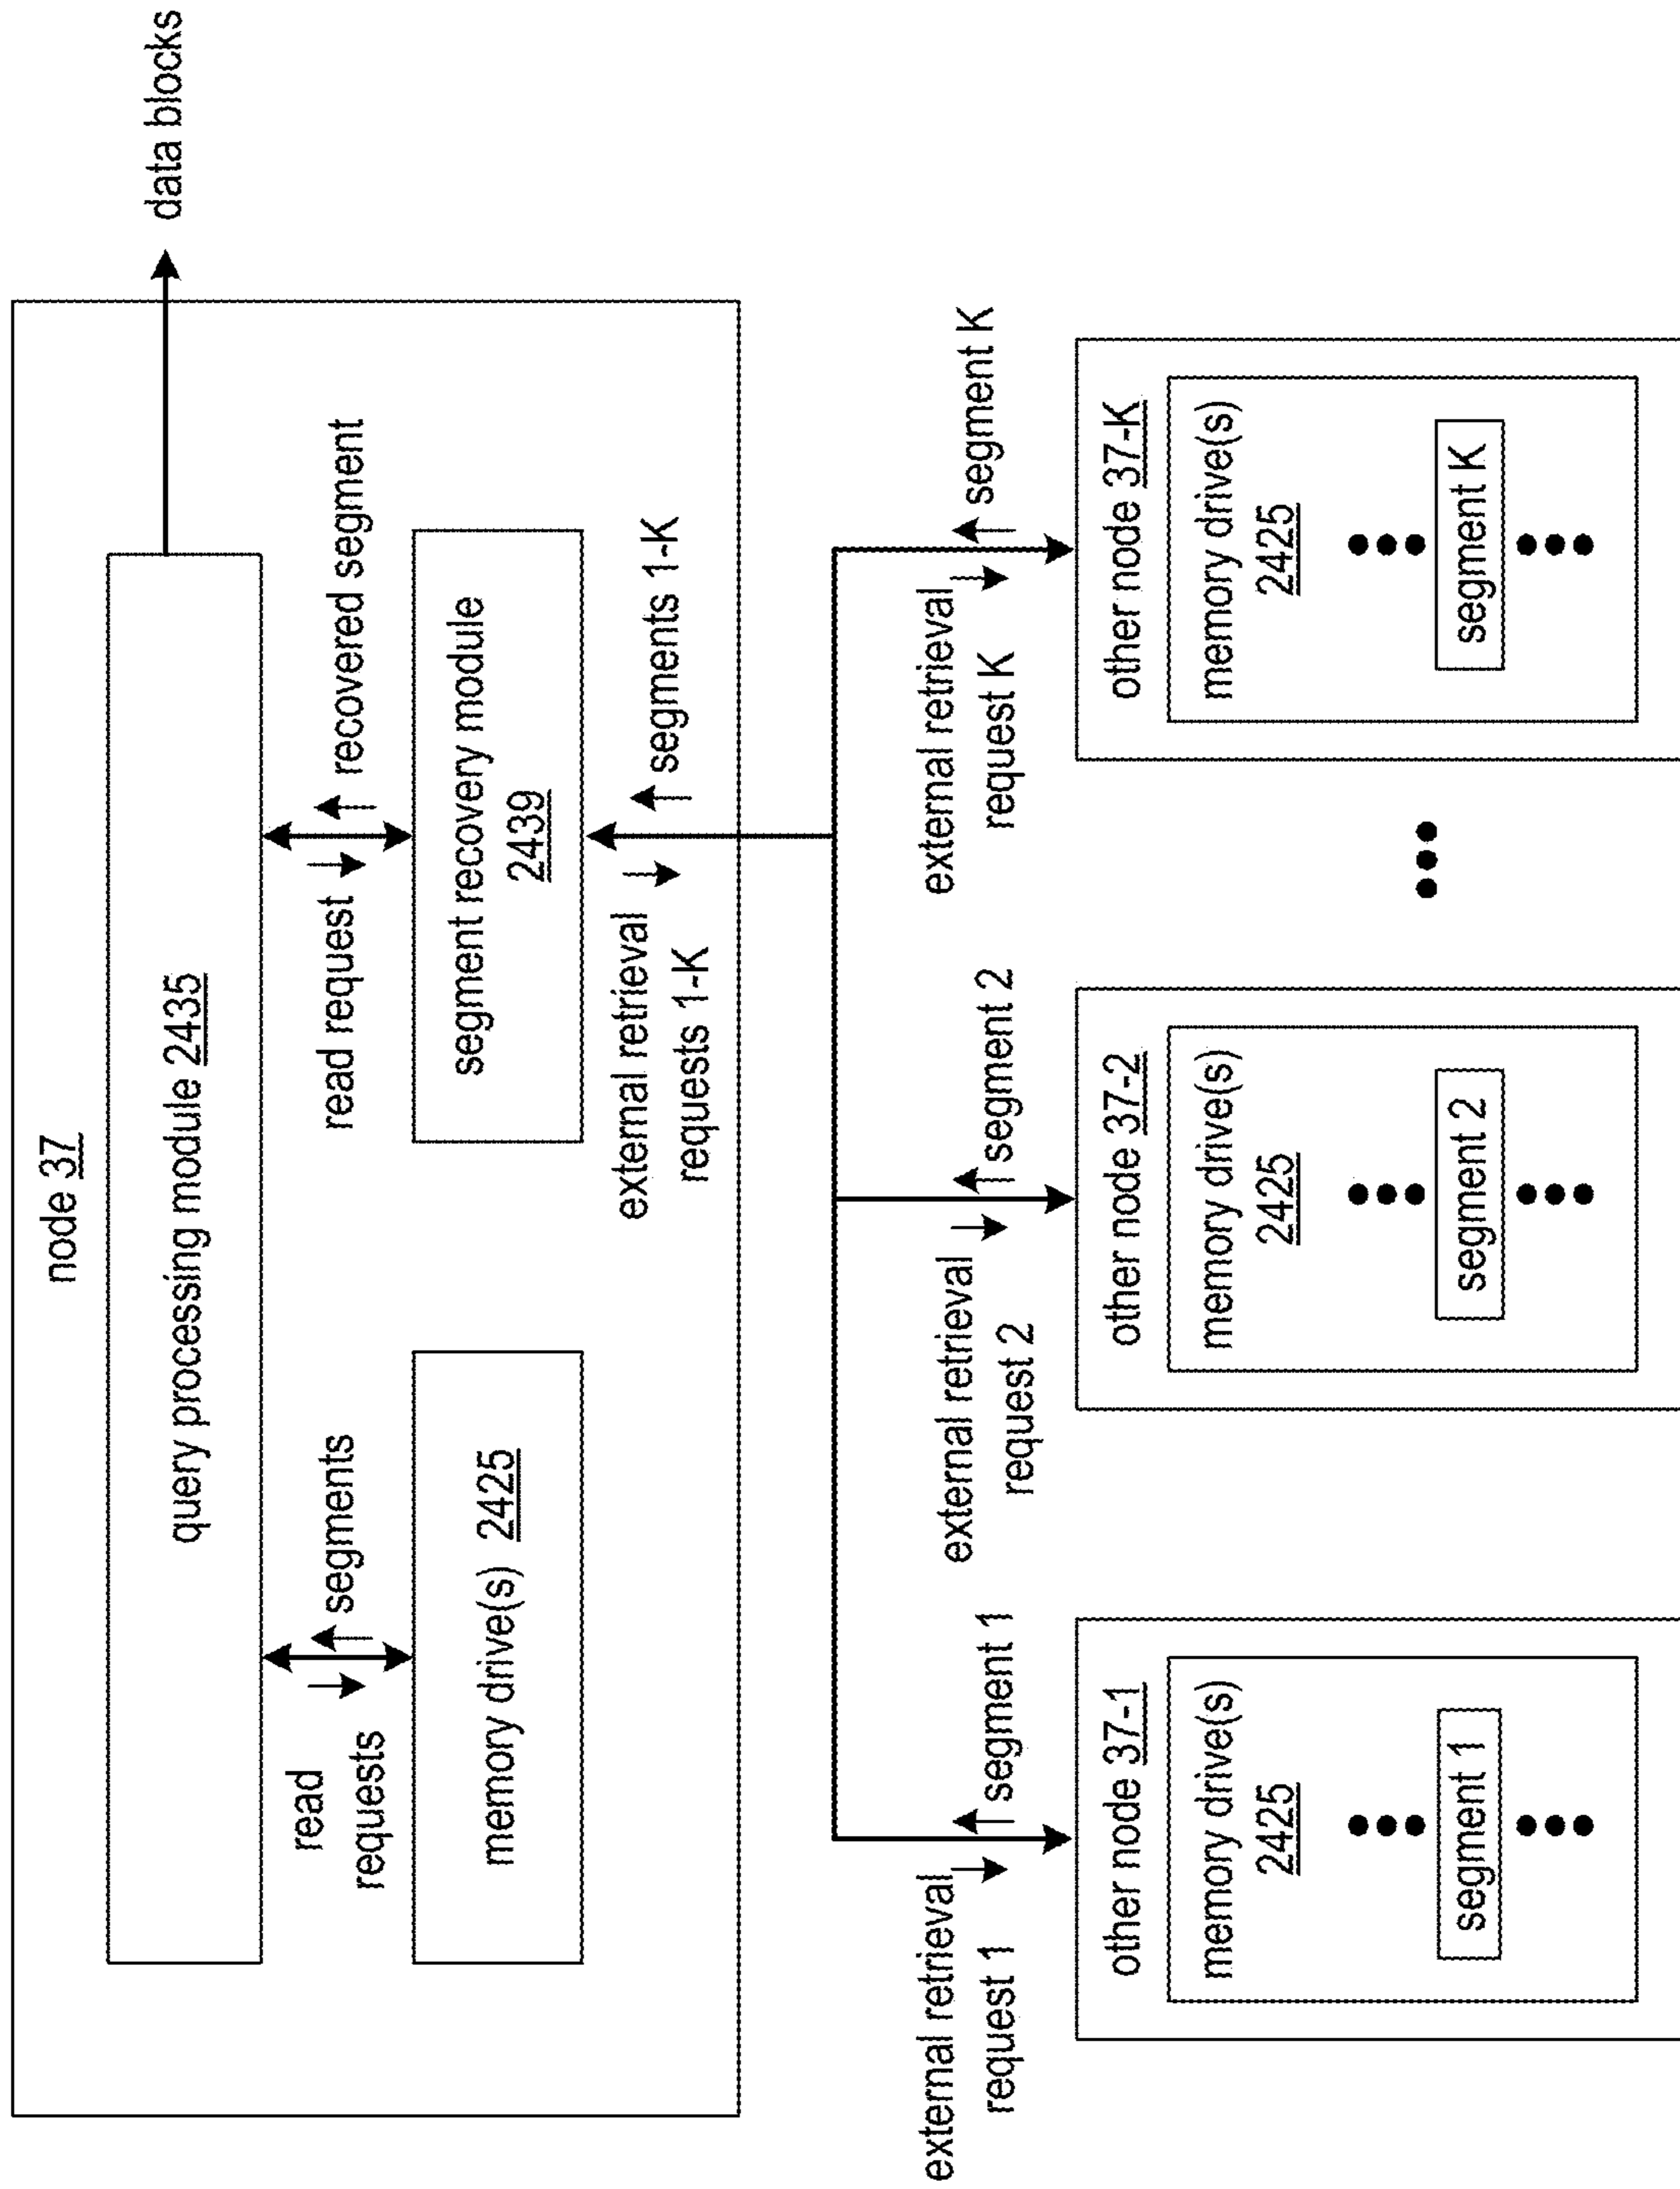 node 37
data blocks
query processing module 2435
read
requests
segments
read request
recovered segment
memory drive(s) 2425
segment recovery module
2439
external retrieval
requests 1-K
segments 1-K
external retrieval
request 1
segment 1
external retrieval
request 2
segment 2
external retrieval
request K
segment K
other node 37-1
memory drive(s)
2425
segment 1
other node 37-2
memory drive(s)
2425
segment 2
other node 37-K
memory drive(s)
2425
segment K